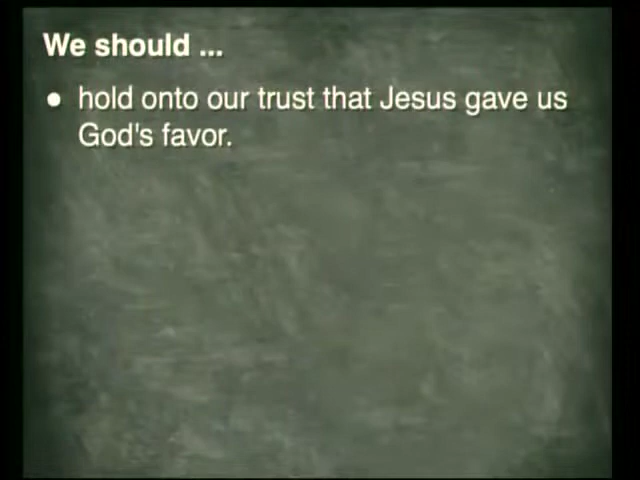 We should ...
● hold onto our trust that Jesus gave us
God's favor.